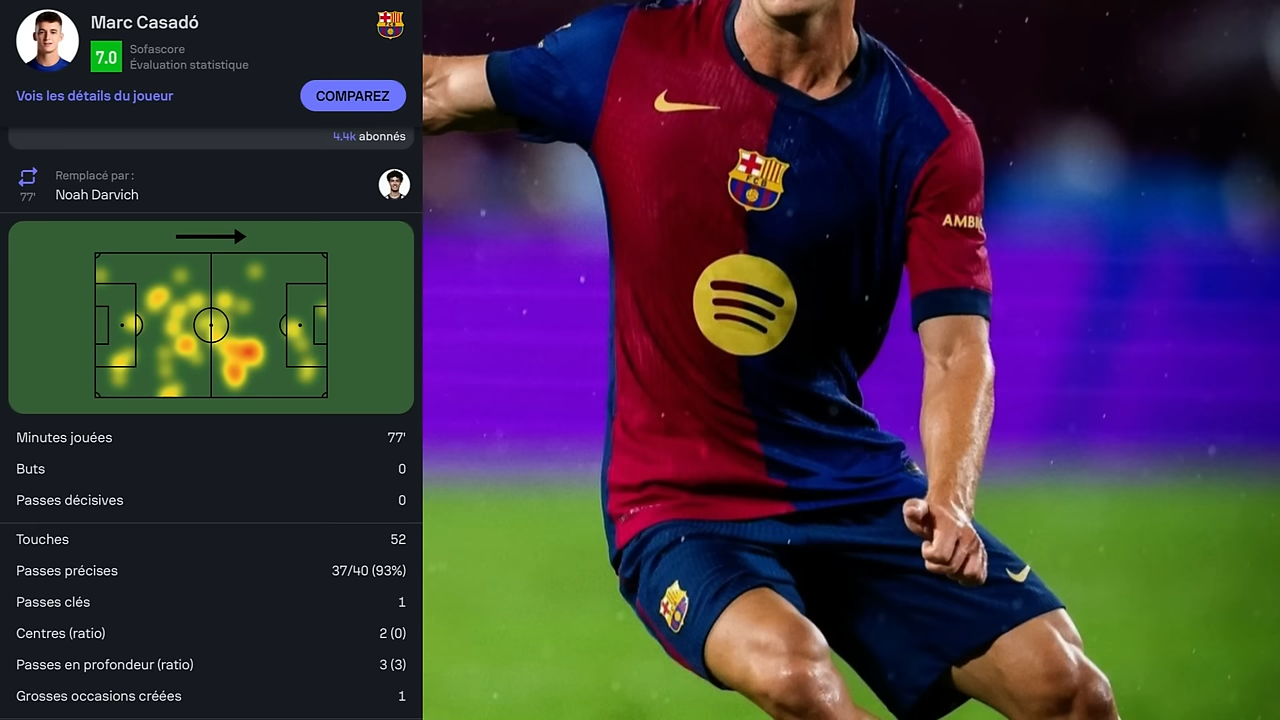 Marc Casadó
7.0
Sofascore
Évaluation statistique
Vois les détails du joueur
COMPAREZ
4.4k abonnés
Remplacé par :
77'
Noah Darvich
Minutes jouées 77'
Buts 0
Passes décisives 0
Touches 52
Passes précises 37/40 (93%)
Passes clés 1
Centres (ratio) 2 (0)
Passes en profondeur (ratio) 3 (3)
Grosses occasions créées 1
FCB